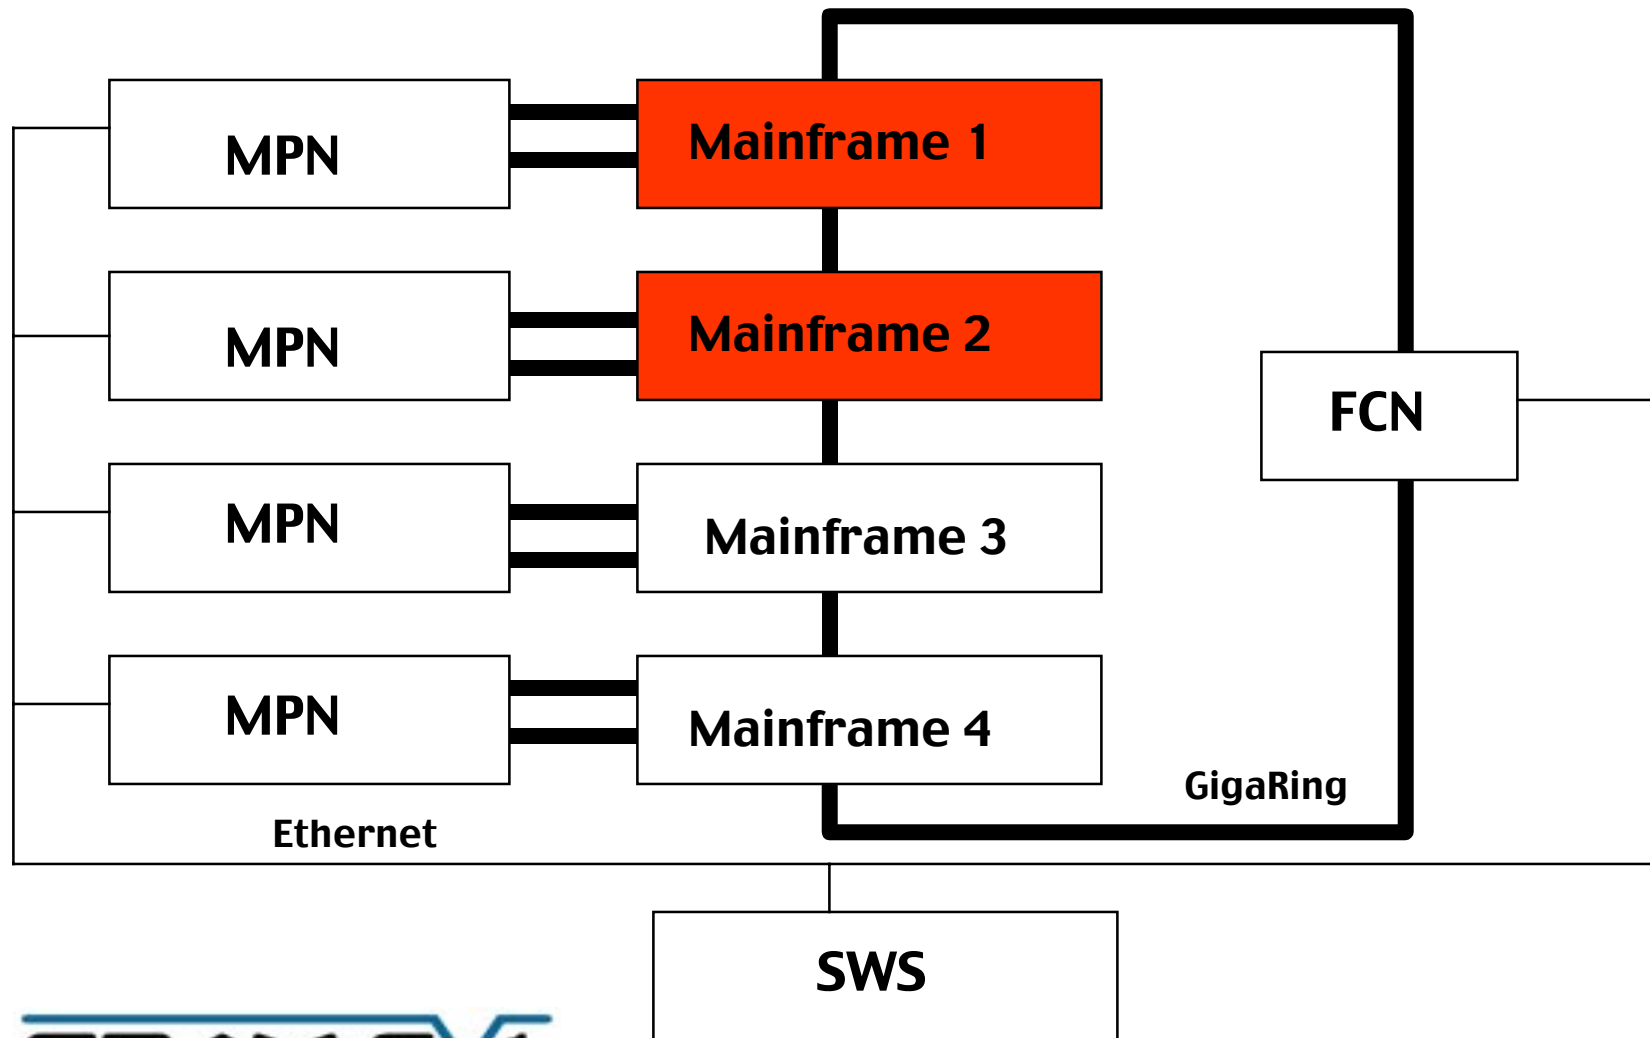 MPN
Mainframe 1
MPN
Mainframe 2
FCN
MPN
Mainframe 3
MPN
Mainframe 4
GigaRing
Ethernet
SWS